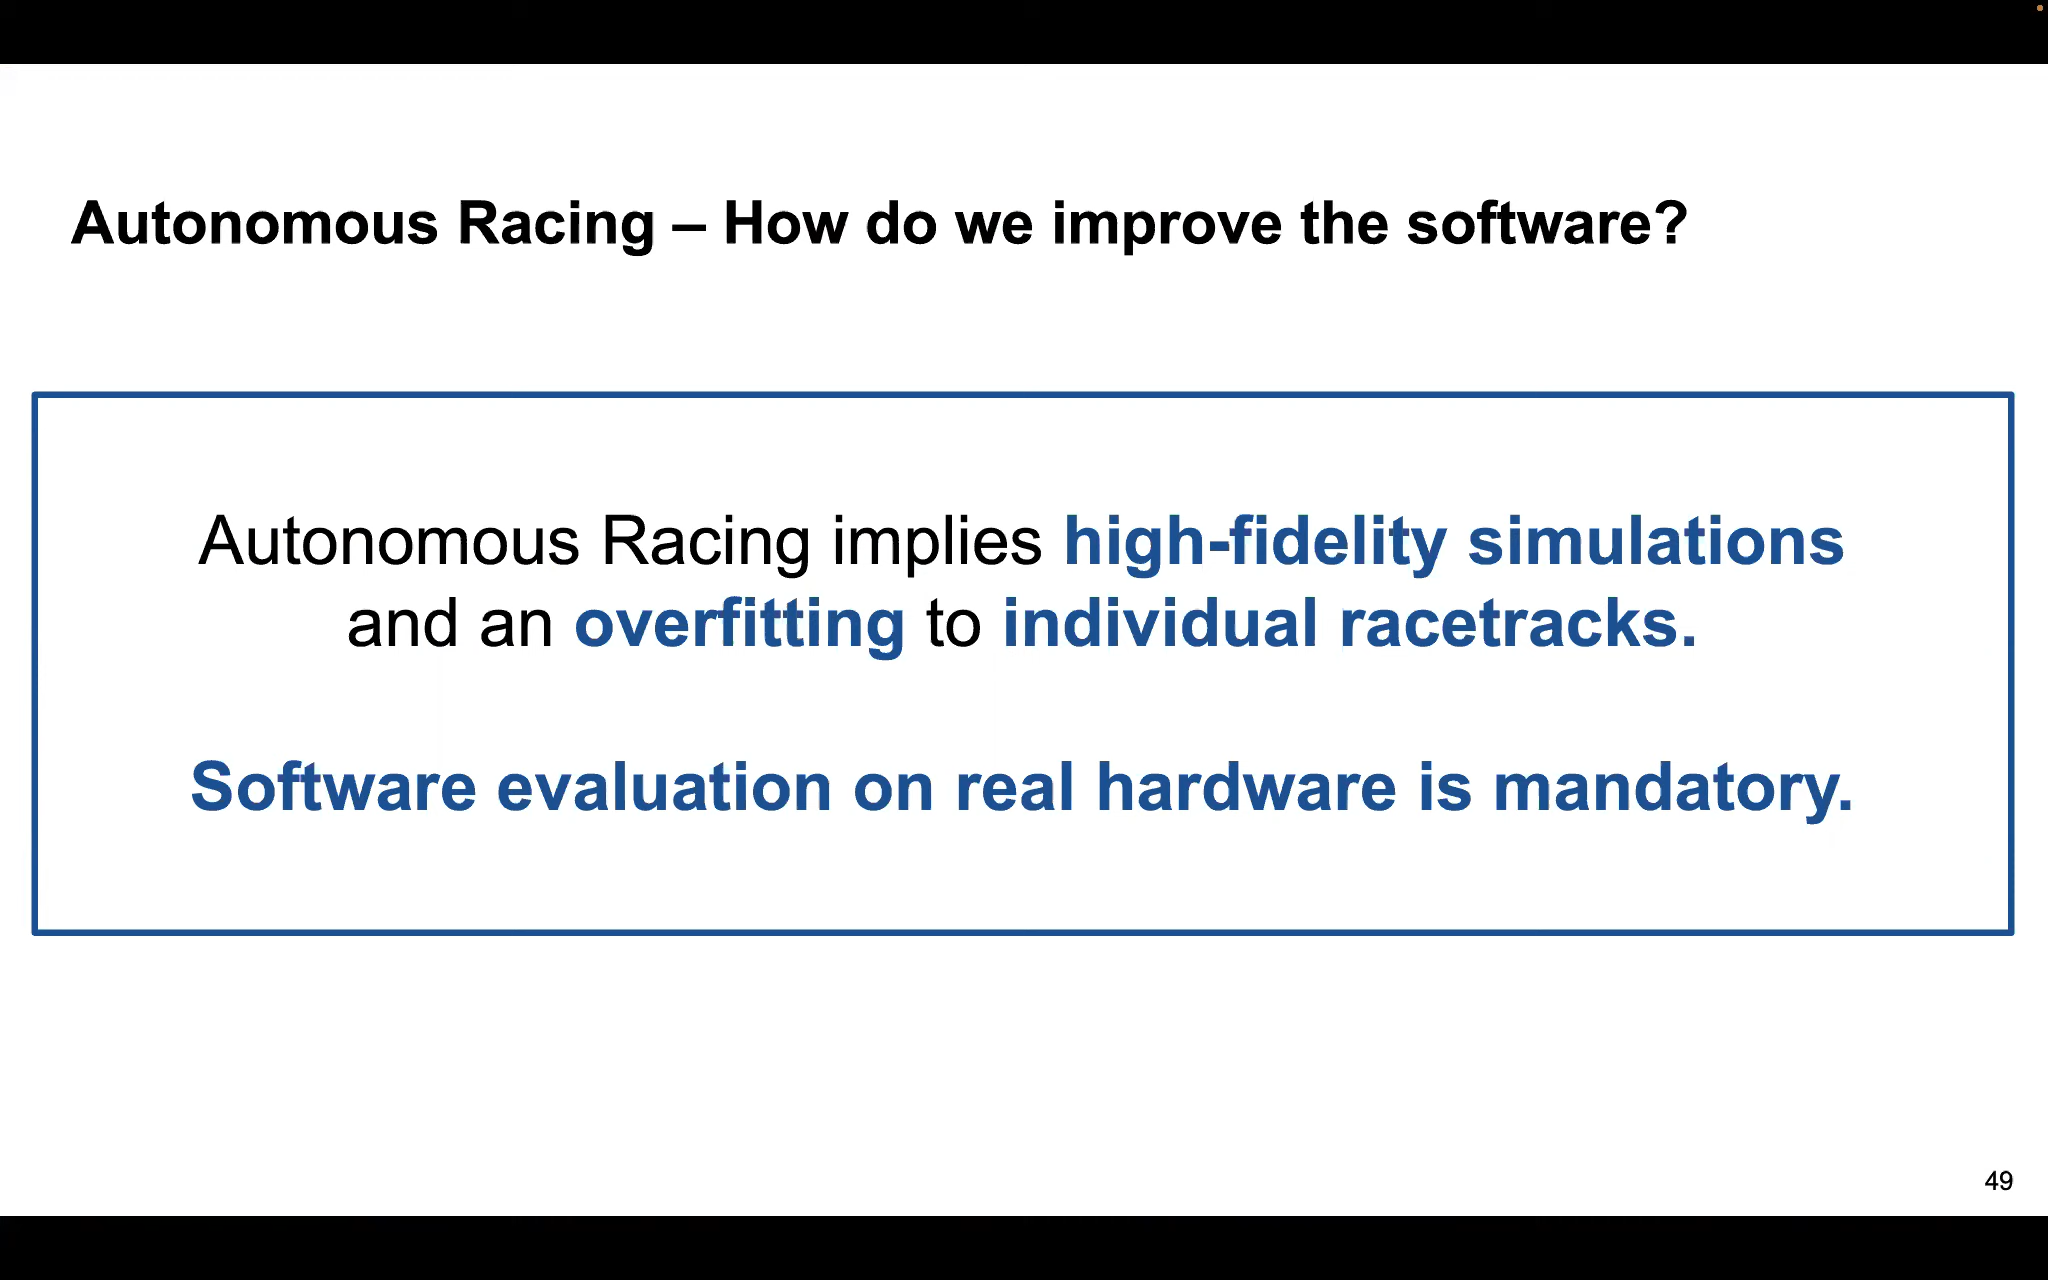 Autonomous Racing – How do we improve the software?
Autonomous Racing implies high-fidelity simulations
and an overfitting to individual racetracks.
Software evaluation on real hardware is mandatory.
49